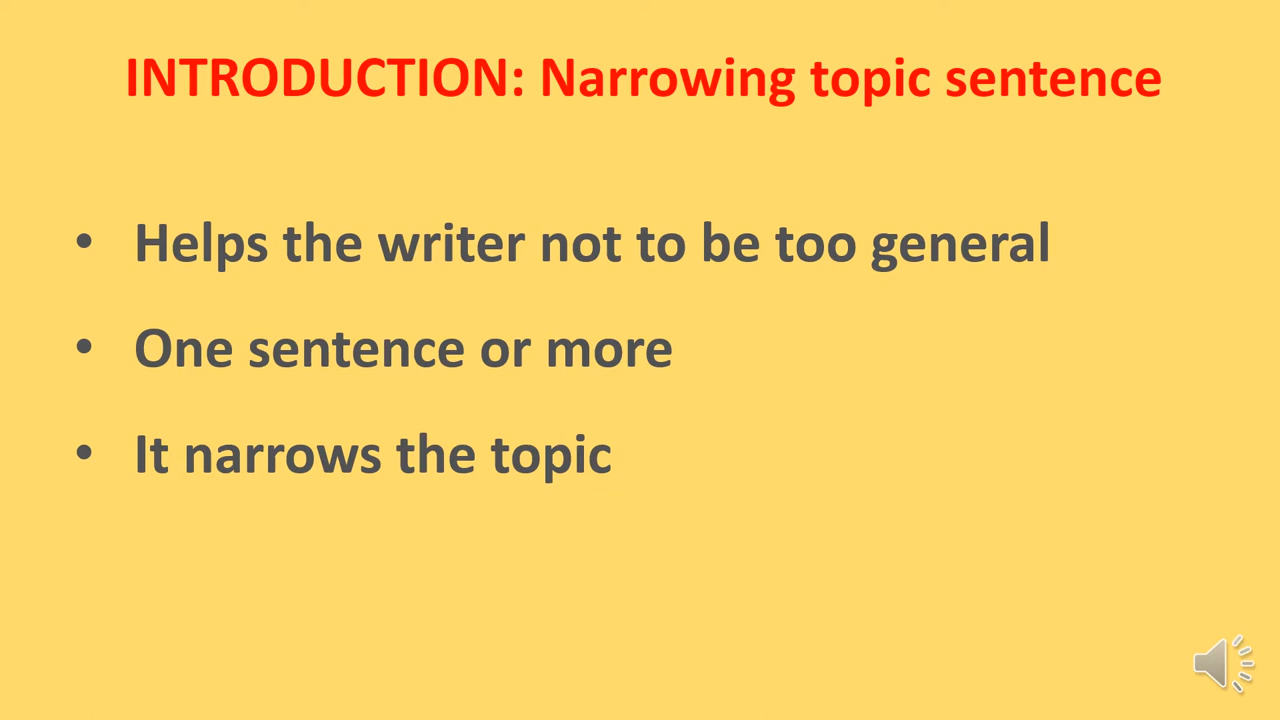 INTRODUCTION: Narrowing topic sentence
• Helps the writer not to be too general
• One sentence or more
• It narrows the topic